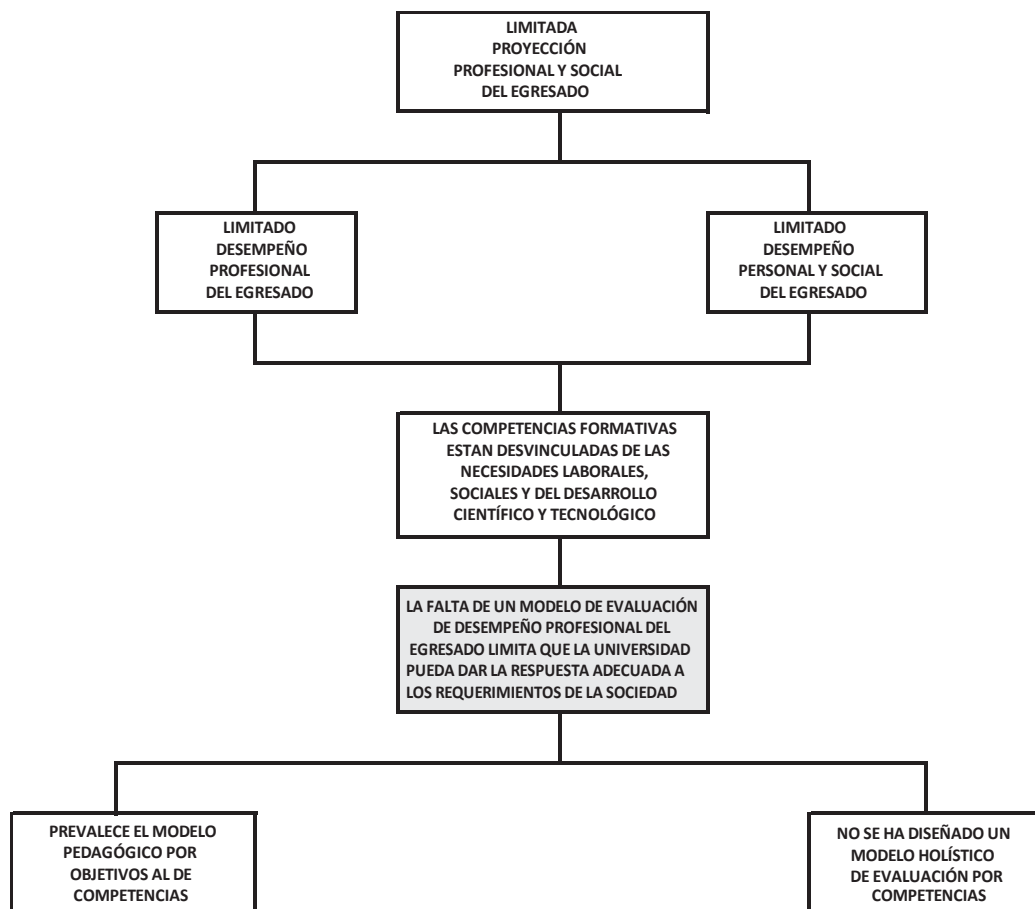 LIMITADA
PROYECCIÓN
PROFESIONAL Y SOCIAL
DEL EGRESADO
LIMITADO
DESEMPEÑO
PROFESIONAL
DEL EGRESADO
LIMITADO
DESEMPEÑO
PERSONAL Y SOCIAL
DEL EGRESADO
LAS COMPETENCIAS FORMATIVAS
ESTAN DESVINCULADAS DE LAS
NECESIDADES LABORALES,
SOCIALES Y DEL DESARROLLO
CIENTÍFICO Y TECNOLÓGICO
LA FALTA DE UN MODELO DE EVALUACIÓN
DE DESEMPEÑO PROFESIONAL DEL
EGRESADO LIMITA QUE LA UNIVERSIDAD
PUEDA DAR LA RESPUESTA ADECUADA A
LOS REQUERIMIENTOS DE LA SOCIEDAD
PREVALECE EL MODELO
PEDAGÓGICO POR
OBJETIVOS AL DE
COMPETENCIAS
NO SE HA DISEÑADO UN
MODELO HOLÍSTICO
DE EVALUACIÓN POR
COMPETENCIAS